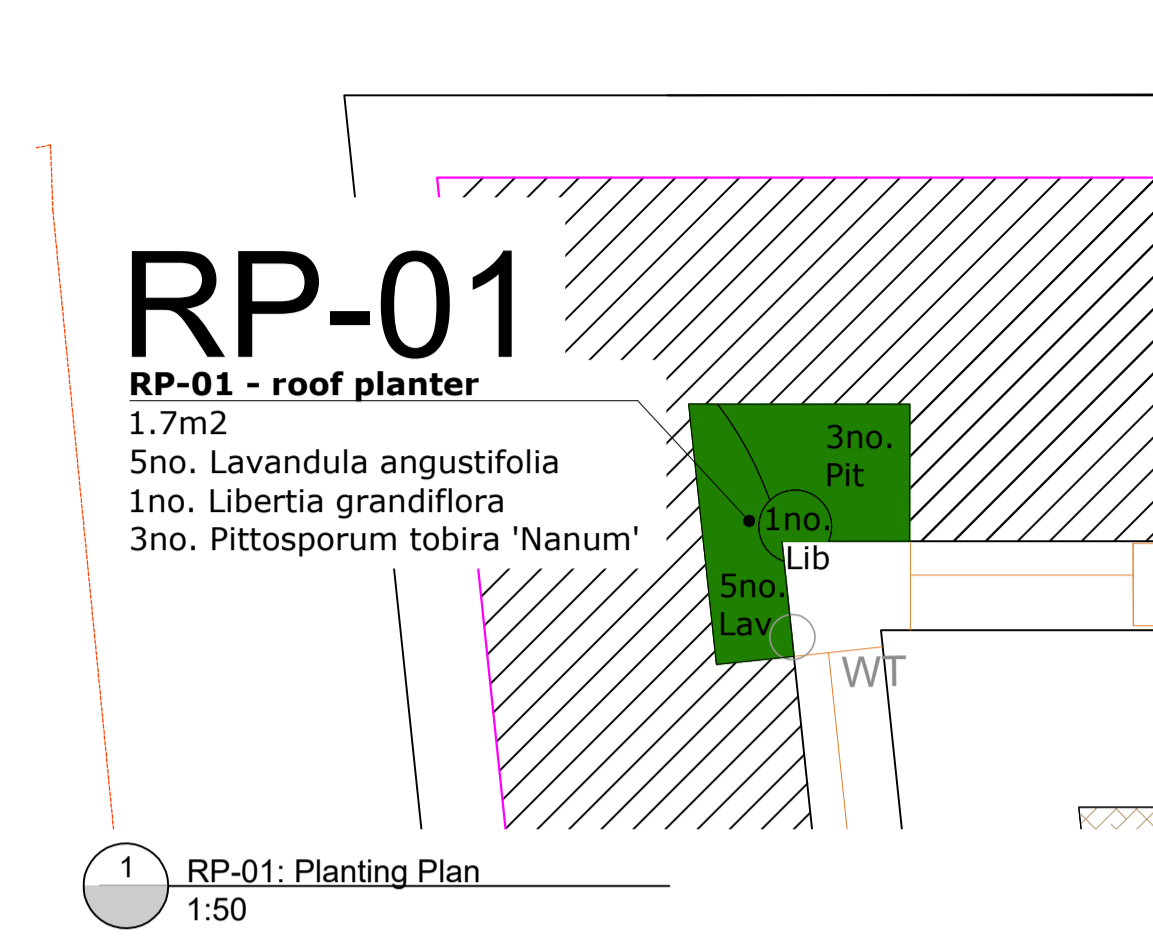 RP-01
RP-01 - roof planter
1.7m2
5no. Lavandula angustifolia
1no. Libertia grandiflora
3no. Pittosporum tobira 'Nanum'
3no.
Pit
1no.
Lib
5no.
Lav
WT
1
RP-01: Planting Plan
1:50